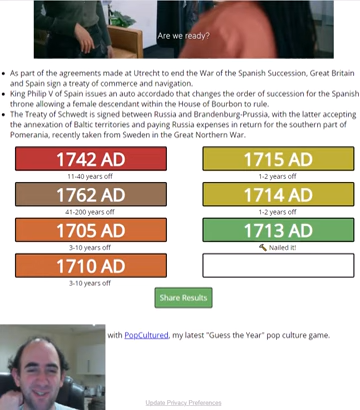 Are we ready?
As part of the agreements made at Utrecht to end the War of the Spanish Succession, Great Britain
and Spain sign a treaty of commerce and navigation.
King Philip V of Spain issues an auto accordado that changes the order of succession for the Spanish
throne allowing a female descendant within the House of Bourbon to rule.
The Treaty of Schwedt is signed between Russia and Brandenburg-Prussia, with the latter accepting
the annexation of Baltic territories and paying Russia expenses in return for the southern part of
Pomerania, recently taken from Sweden in the Great Northern War.
1742 AD
11-40 years off
1762 AD
41-200 years off
1705 AD
3-10 years off
1710 AD
3-10 years off
1715 AD
1-2 years off
1714 AD
1-2 years off
1713 AD
Nailed it!
Share Results
with PopCultured, my latest "Guess the Year" pop culture game.
Update Privacy Preferences